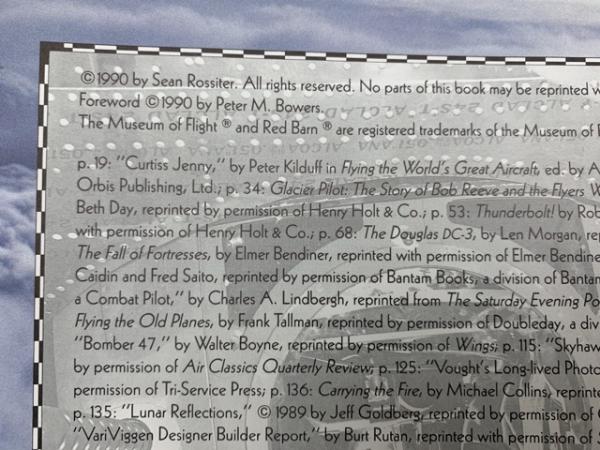 ©1990 by Sean Rossiter. All rights reserved. No parts of this book may be reprinted
Foreword ©1990 by Peter M. Bowers.
The Museum of Flight ® and Red Barn ® are registered trademarks of the Museum of
p. 19: "Curtiss Jenny," by Peter Kilduff in Flying the World's Great Aircraft, ed. by A
Orbis Publishing, Ltd.; p. 34: Glacier Pilot: The Story of Bob Reeve and the Flyers
Beth Day, reprinted by permission of Henry Holt & Co.; p. 53: Thunderbolt! by Rob
with permission of Henry Holt & Co.; p. 68: The Douglas DC-3, by Len Morgan, rep
The Fall of Fortresses, by Elmer Bendiner, reprinted with permission of Elmer Bendine
Caidin and Fred Saito, reprinted by permission of Bantam Books, a division of Bantam
a Combat Pilot," by Charles A. Lindbergh, reprinted from The Saturday Evening Po
Flying the Old Planes, by Frank Tallman, reprinted by permission of Doubleday, a div
"Bomber 47," by Walter Boyne, reprinted by permission of Wings; p. 115: "Skyhaw
by permission of Air Classics Quarterly Review; p. 125: "Vought's Long-lived Photo
permission of Tri-Service Press; p. 136: Carrying the Fire, by Michael Collins, reprinte
p. 135: "Lunar Reflections," © 1989 by Jeff Goldberg, reprinted by permission of
"VariViggen Designer Builder Report," by Burt Rutan, reprinted with permission of